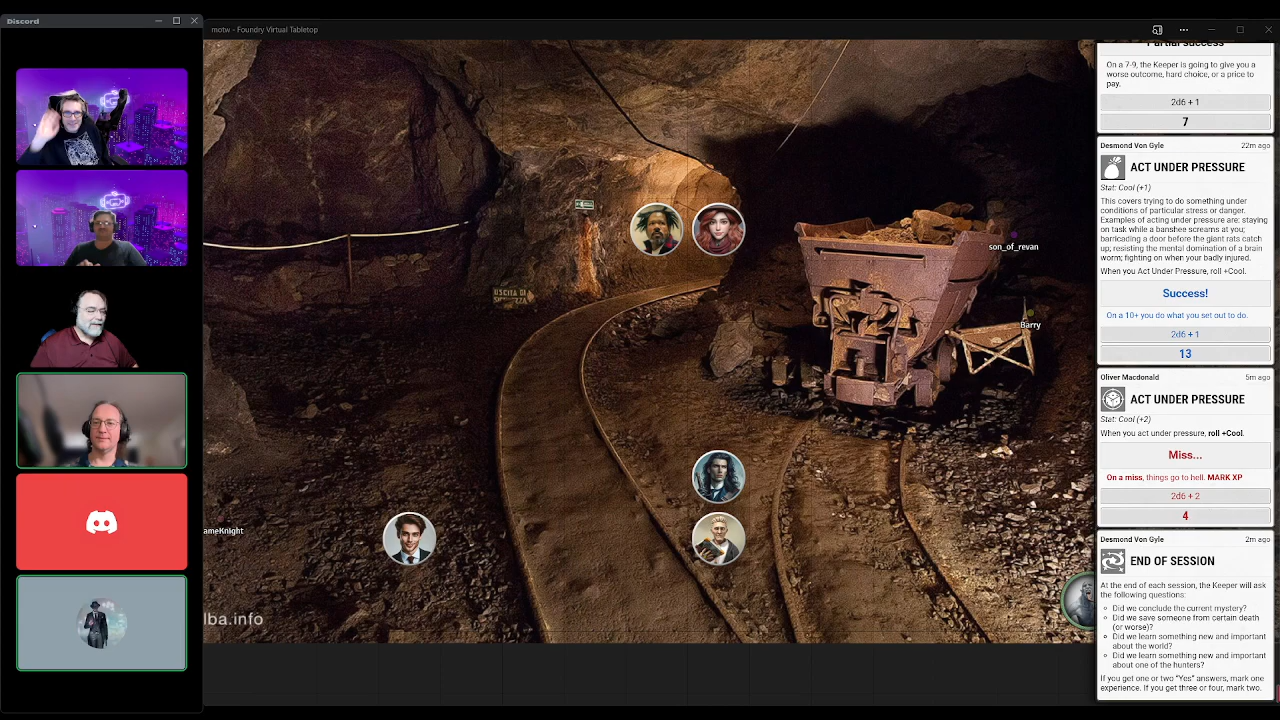 Discord
motw - Foundry Virtual Tabletop
USCITA DI
SICUREZZA
son_of_revan
Barry
ameKnight
lba.info
Partial success
On a 7-9, the Keeper is going to give you a
worse outcome, hard choice, or a price to
pay.
2d6 + 1
7
Desmond Von Gyle
22m ago
ACT UNDER PRESSURE
Stat: Cool (+1)
This covers trying to do something under
conditions of particular stress or danger.
Examples of acting under pressure are: staying
on task while a banshee screams at you;
barricading a door before the giant rats catch
up; resisting the mental domination of a brain
worm; fighting on when your badly injured.
When you Act Under Pressure, roll +Cool.
Success!
On a 10+ you do what you set out to do.
2d6 + 1
13
Oliver Macdonald
5m ago
ACT UNDER PRESSURE
Stat: Cool (+2)
When you act under pressure, roll +Cool.
Miss...
On a miss, things go to hell. MARK XP
2d6 + 2
4
Desmond Von Gyle
2m ago
END OF SESSION
At the end of each session, the Keeper will ask
the following questions:
Did we conclude the current mystery?
Did we save someone from certain death
(or worse)?
Did we learn something new and important
about the world?
Did we learn something new and important
about one of the hunters?
If you get one or two "Yes" answers, mark one
experience. If you get three or four, mark two.